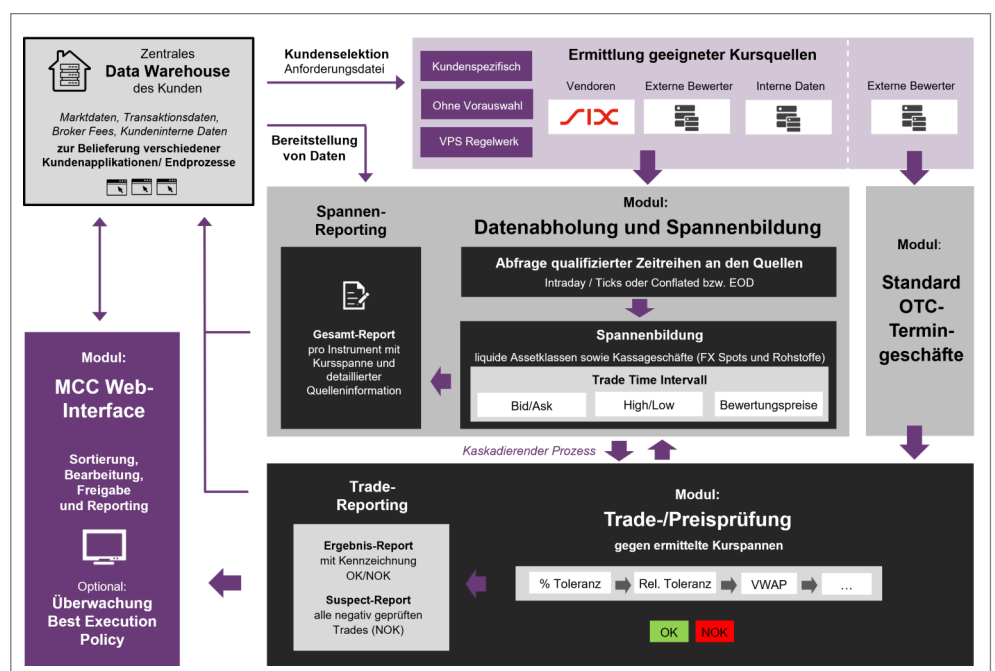 Zentrales
Data Warehouse
des Kunden
Marktdaten, Transaktionsdaten,
Broker Fees, Kundeninterne Daten
zur Belieferung verschiedener
Kundenapplikationen/ Endprozesse
Kundenselektion
Anforderungsdatei
Bereitstellung
von Daten
Ermittlung geeigneter Kursquellen
Kundenspezifisch
Ohne Vorauswahl
VPS Regelwerk
Vendoren
SIX
Externe Bewerter
Interne Daten
Externe Bewerter
Spannen-
Reporting
Gesamt-Report
pro Instrument mit
Kursspanne und
detaillierter
Quelleninformation
Modul:
Datenabholung und Spannenbildung
Abfrage qualifizierter Zeitreihen an den Quellen
Intraday / Ticks oder Conflated bzw. EOD
Spannenbildung
liquide Assetklassen sowie Kassageschäfte (FX Spots und Rohstoffe)
Trade Time Intervall
Bid/Ask
High/Low
Bewertungspreise
Modul:
Standard
OTC-
Termin-
geschäfte
Kaskadierender Prozess
Modul:
MCC Web-
Interface
Sortierung,
Bearbeitung,
Freigabe
und Reporting
Optional:
Überwachung
Best Execution
Policy
Trade-
Reporting
Ergebnis-Report
mit Kennzeichnung
OK/NOK
Suspect-Report
alle negativ geprüften
Trades (NOK)
Modul:
Trade-/Preisprüfung
gegen ermittelte Kurspannen
% Toleranz
Rel. Toleranz
VWAP
…
OK
NOK